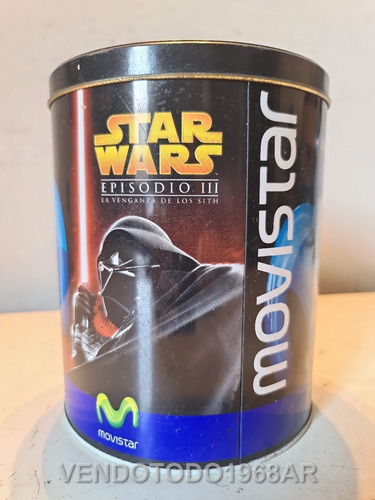 STAR
WARS
EPISODIO III
LA VENGANZA DE LOS SITH
movistar
movistar
VENDOTODO1968AR